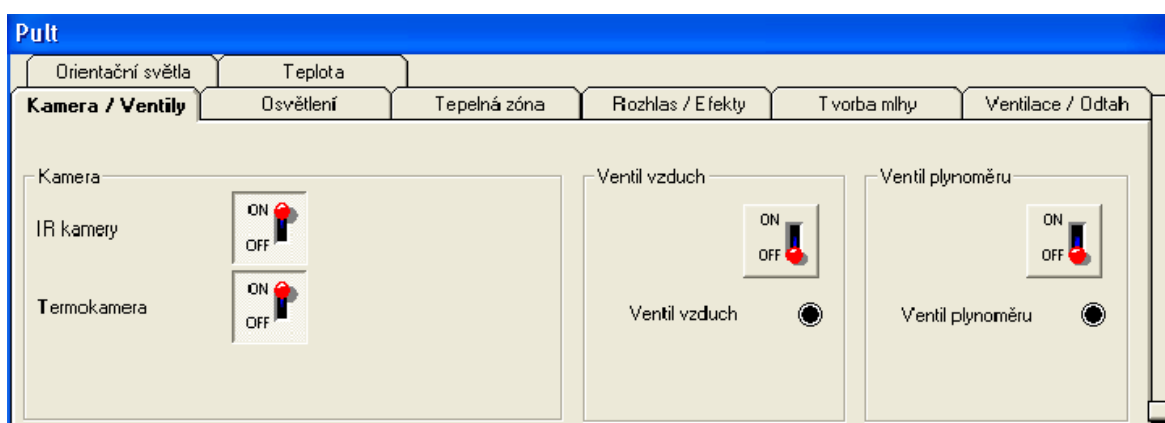 Pult
Orientační světla Teplota
Kamera / Ventily Osvětlení Tepelná zóna Rozhlas / Efekty Tvorba mlhy Ventilace / Odtah
Kamera Ventil vzduch Ventil plynoměru
IR kamery ON OFF ON OFF ON OFF
Termokamera ON OFF Ventil vzduch Ventil plynoměru